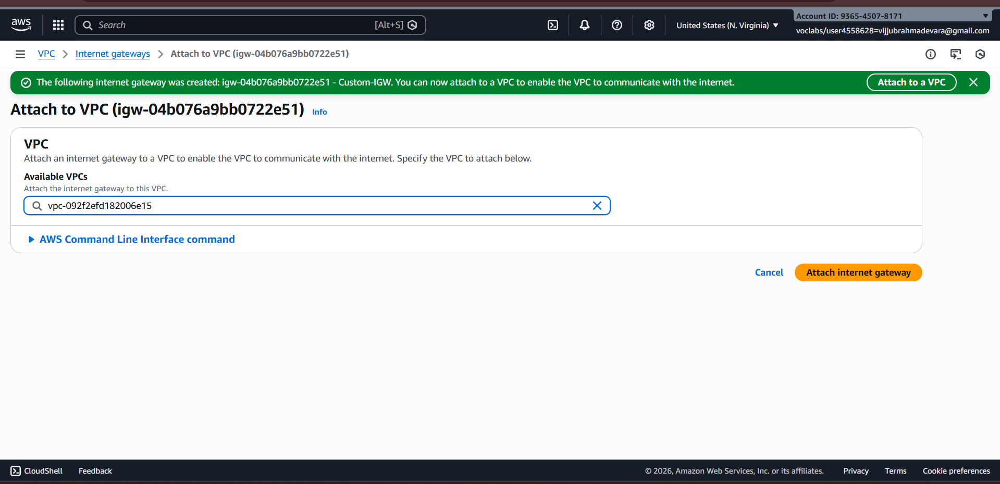 aws
Search [Alt+S]
United States (N. Virginia)
Account ID: 9365-4507-8171
voclabs/user4558628=vijjubrahmadevara@gmail.com
VPC Internet gateways Attach to VPC (igw-04b076a9bb0722e51)
The following internet gateway was created: igw-04b076a9bb0722e51 - Custom-IGW. You can now attach to a VPC to enable the VPC to communicate with the internet. Attach to a VPC
Attach to VPC (igw-04b076a9bb0722e51) Info
VPC
Attach an internet gateway to a VPC to enable the VPC to communicate with the internet. Specify the VPC to attach below.
Available VPCs
Attach the internet gateway to this VPC.
vpc-092f2efd182006e15
AWS Command Line Interface command
Cancel Attach internet gateway
CloudShell Feedback © 2026, Amazon Web Services, Inc. or its affiliates. Privacy Terms Cookie preferences